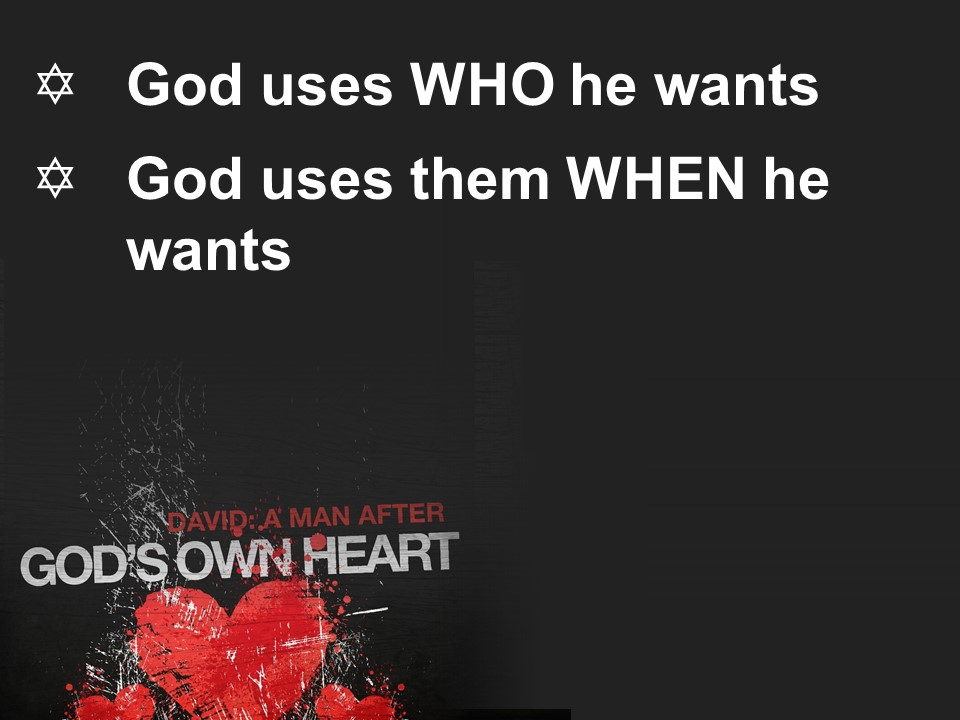 ✡ God uses WHO he wants
✡ God uses them WHEN he
wants
DAVID: A MAN AFTER
GOD'S OWN HEART